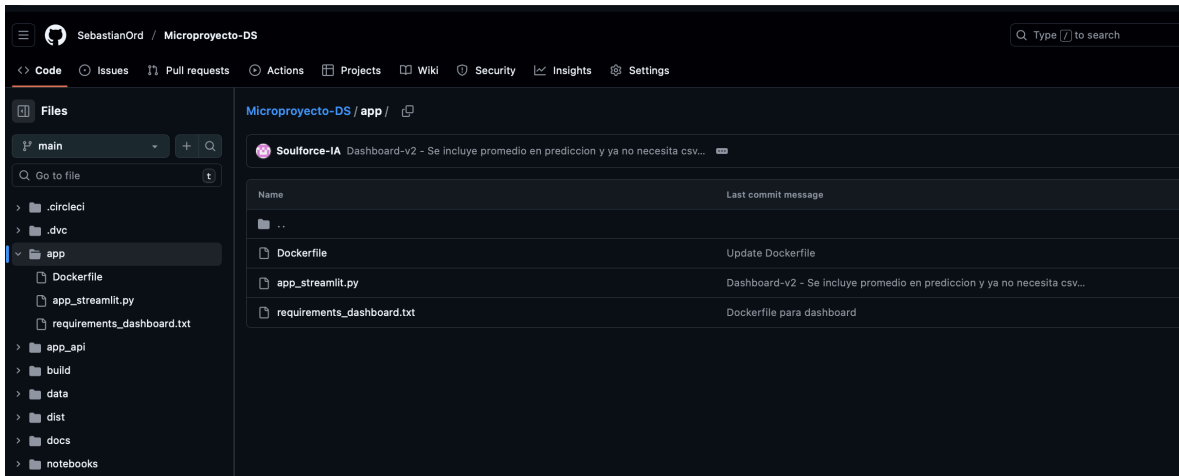 SebastianOrd / Microproyecto-DS
Type / to search
Code Issues Pull requests Actions Projects Wiki Security Insights Settings
Files
main
Go to file t
.circleci
.dvc
app
Dockerfile
app_streamlit.py
requirements_dashboard.txt
app_api
build
data
dist
docs
notebooks
Microproyecto-DS / app /
Soulforce-IA Dashboard-v2 - Se incluye promedio en prediccion y ya no necesita csv...
Name Last commit message
..
Dockerfile Update Dockerfile
app_streamlit.py Dashboard-v2 - Se incluye promedio en prediccion y ya no necesita csv...
requirements_dashboard.txt Dockerfile para dashboard